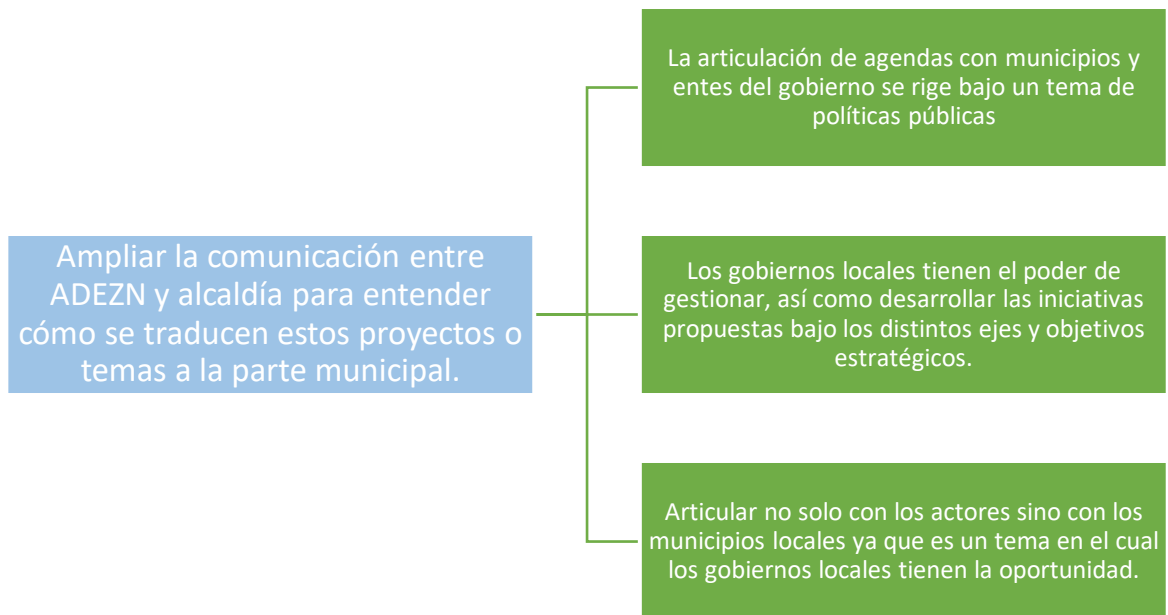 La articulación de agendas con municipios y
entes del gobierno se rige bajo un tema de
políticas públicas
Ampliar la comunicación entre
ADEZN y alcaldía para entender
cómo se traducen estos proyectos o
temas a la parte municipal.
Los gobiernos locales tienen el poder de
gestionar, así como desarrollar las iniciativas
propuestas bajo los distintos ejes y objetivos
estratégicos.
Articular no solo con los actores sino con los
municipios locales ya que es un tema en el cual
los gobiernos locales tienen la oportunidad.